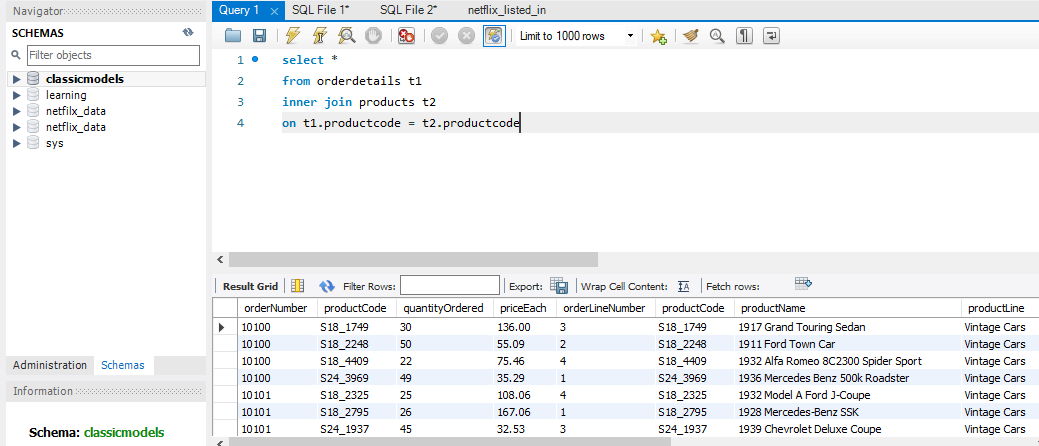 Navigator
SCHEMAS
Filter objects
classicmodels
learning
netfilx_data
netflix_data
sys
Administration Schemas
Information
Schema: classicmodels
Query 1 SQL File 1* SQL File 2* netflix_listed_in
Limit to 1000 rows
1 select *
2 from orderdetails t1
3 inner join products t2
4 on t1.productcode = t2.productcode
Result Grid Filter Rows: Export: Wrap Cell Content: IA Fetch rows:
orderNumber productCode quantityOrdered priceEach orderLineNumber productCode productName productLine
10100 S18_1749 30 136.00 3 S18_1749 1917 Grand Touring Sedan Vintage Cars
10100 S18_2248 50 55.09 2 S18_2248 1911 Ford Town Car Vintage Cars
10100 S18_4409 22 75.46 4 S18_4409 1932 Alfa Romeo 8C2300 Spider Sport Vintage Cars
10100 S24_3969 49 35.29 1 S24_3969 1936 Mercedes Benz 500k Roadster Vintage Cars
10101 S18_2325 25 108.06 4 S18_2325 1932 Model A Ford J-Coupe Vintage Cars
10101 S18_2795 26 167.06 1 S18_2795 1928 Mercedes-Benz SSK Vintage Cars
10101 S24_1937 45 32.53 3 S24_1937 1939 Chevrolet Deluxe Coupe Vintage Cars